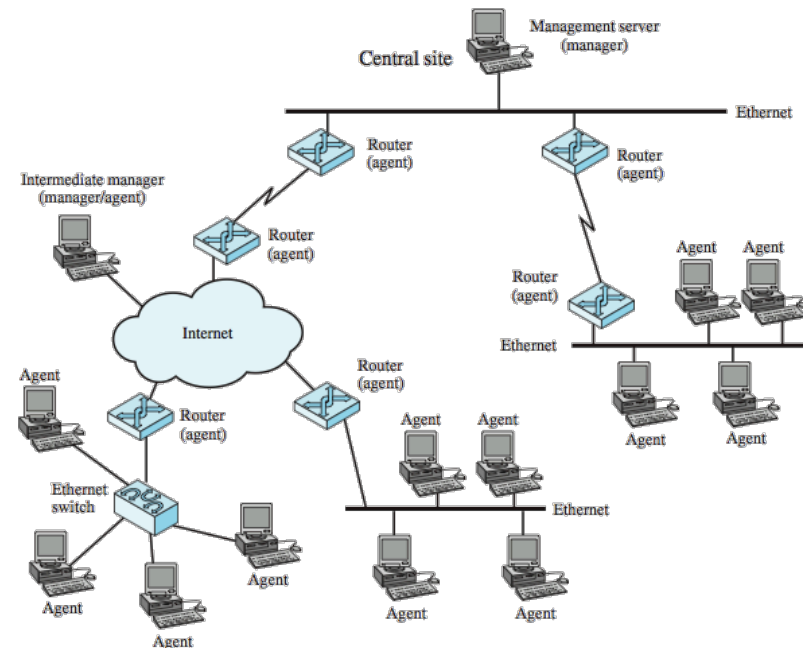 Management server
(manager)
Central site
Ethernet
Router
(agent)
Router
(agent)
Intermediate manager
(manager/agent)
Router
(agent)
Agent
Agent
Router
(agent)
Internet
Ethernet
Router
(agent)
Agent
Router
(agent)
Agent
Agent
Agent
Agent
Ethernet
switch
Ethernet
Agent
Agent
Agent
Agent
Agent
Agent